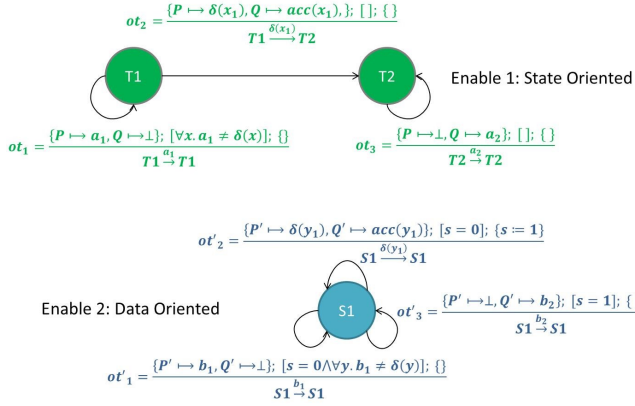 ot₂ = {P ↦ δ(x₁), Q ↦ acc(x₁),}; [ ]; { }
T1 δ(x₁)→ T2
T1
T2
Enable 1: State Oriented
ot₁ = {P ↦ a₁, Q ↦⊥}; [∀x. a₁ ≠ δ(x)]; {}
T1 a₁→ T1
ot₃ = {P ↦⊥, Q ↦ a₂}; [ ]; { }
T2 a₂→ T2
ot'₂ = {P' ↦ δ(y₁), Q' ↦ acc(y₁)}; [s = 0]; {s ≔ 1}
S1 δ(y₁)→ S1
Enable 2: Data Oriented
S1
ot'₃ = {P' ↦⊥, Q' ↦ b₂}; [s = 1]; {
S1 b₂→ S1
ot'₁ = {P' ↦ b₁, Q' ↦⊥}; [s = 0⋀∀y. b₁ ≠ δ(y)]; {}
S1 b₁→ S1